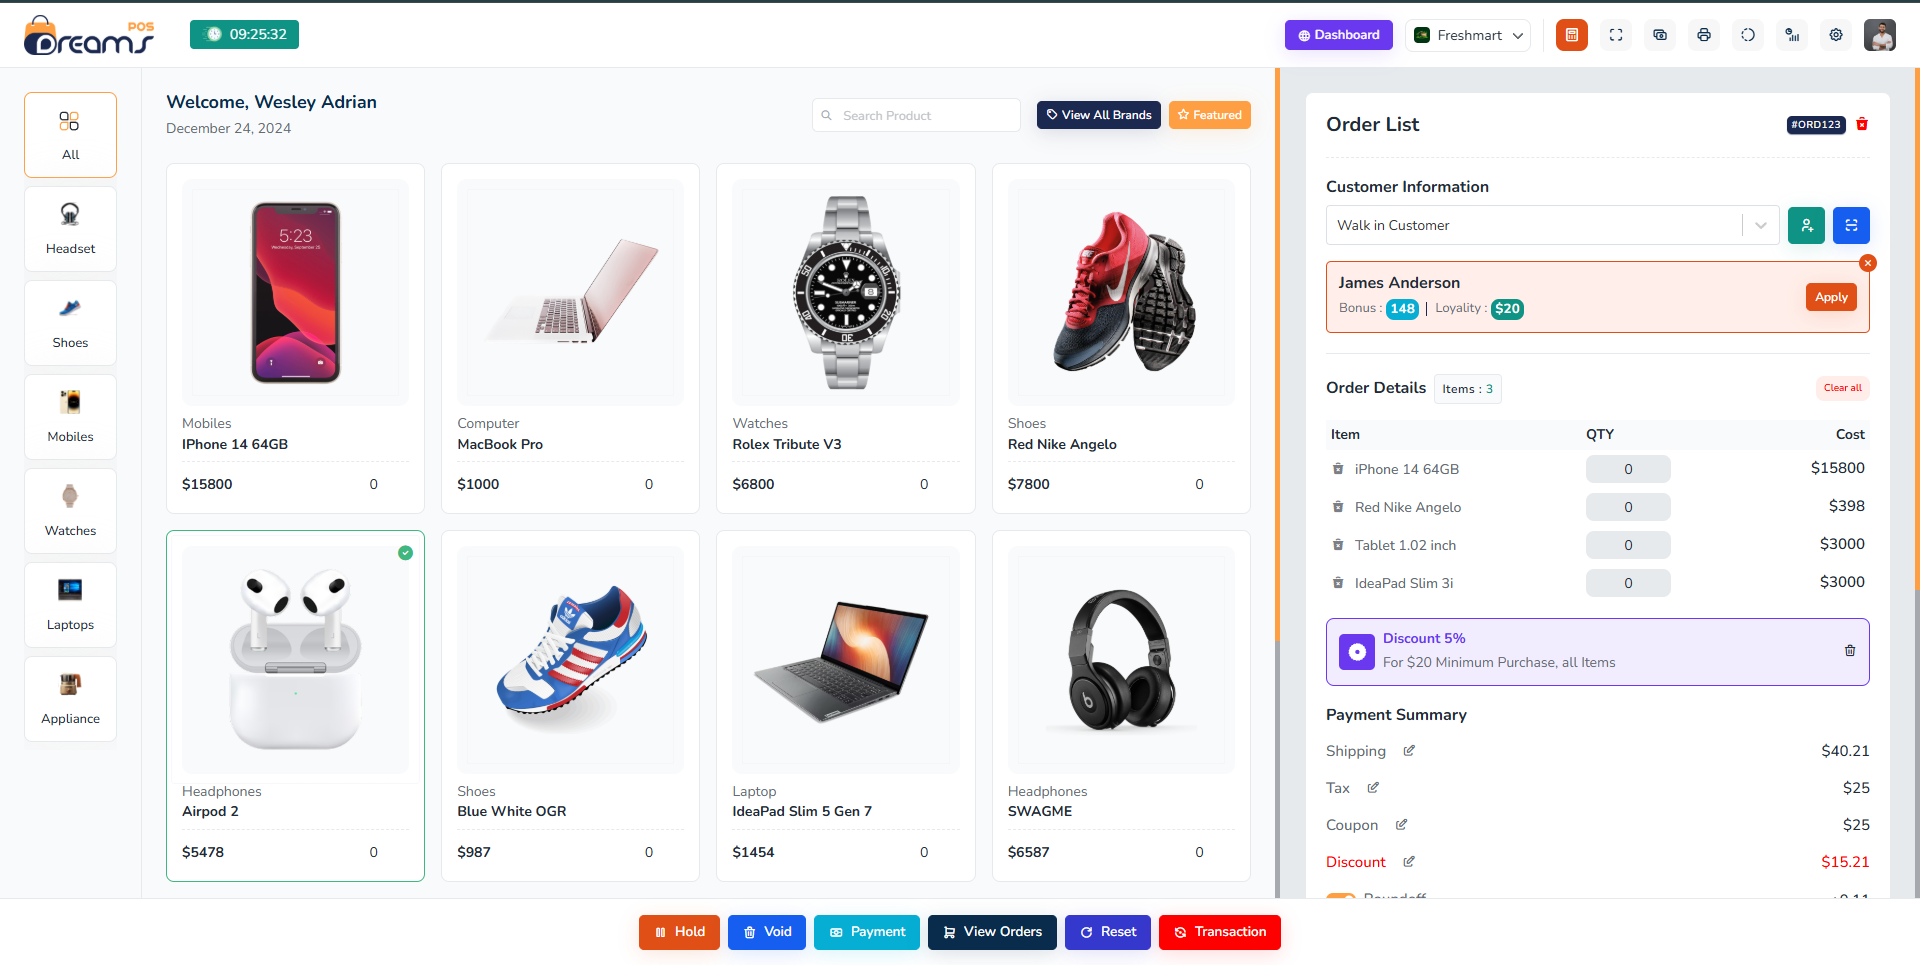 Dreams POS
09:25:32
Dashboard
Freshmart
All
Headset
Shoes
Mobiles
Watches
Laptops
Appliance
Welcome, Wesley Adrian
December 24, 2024
Search Product
View All Brands
Featured
5:23
Wednesday, September 25
Mobiles
IPhone 14 64GB
$15800 0
Computer
MacBook Pro
$1000 0
Watches
Rolex Tribute V3
$6800 0
Shoes
Red Nike Angelo
$7800 0
Headphones
Airpod 2
$5478 0
Shoes
Blue White OGR
$987 0
Laptop
IdeaPad Slim 5 Gen 7
$1454 0
Headphones
SWAGME
$6587 0
Order List
#ORD123
Customer Information
Walk in Customer
James Anderson
Bonus : 148 | Loyality : $20
Apply
Order Details
Items : 3
Clear all
Item QTY Cost
iPhone 14 64GB 0 $15800
Red Nike Angelo 0 $398
Tablet 1.02 inch 0 $3000
IdeaPad Slim 3i 0 $3000
Discount 5%
For $20 Minimum Purchase, all Items
Payment Summary
Shipping $40.21
Tax $25
Coupon $25
Discount $15.21
Roundoff
Hold
Void
Payment
View Orders
Reset
Transaction